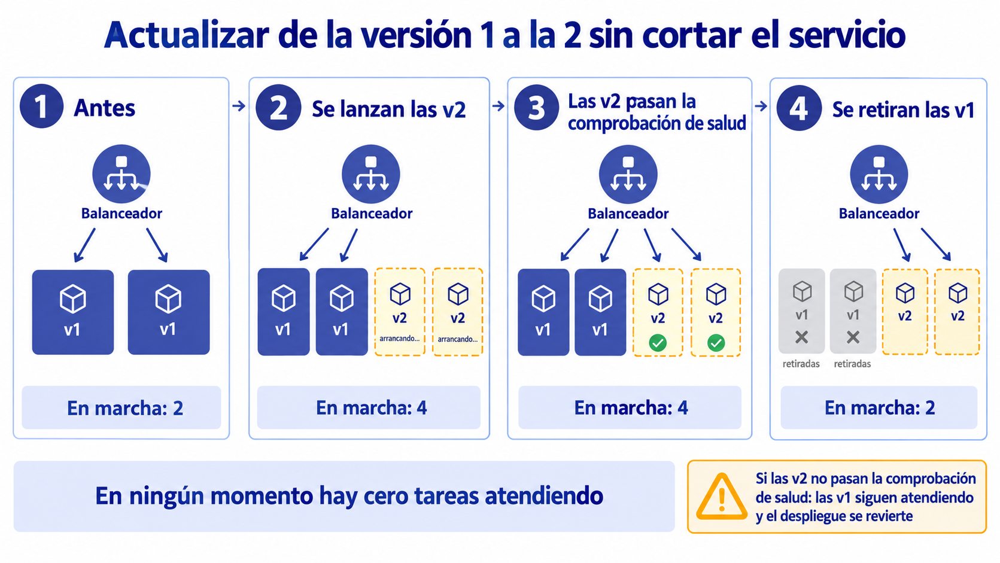 Actualizar de la versión 1 a la 2 sin cortar el servicio
1 Antes
Balanceador
v1 v1
En marcha: 2
2 Se lanzan las v2
Balanceador
v1 v1 v2 v2
arrancando... arrancando...
En marcha: 4
3 Las v2 pasan la
comprobación de salud
Balanceador
v1 v1 v2 v2
En marcha: 4
4 Se retiran las v1
Balanceador
v1 v1 v2 v2
retiradas retiradas
En marcha: 2
En ningún momento hay cero tareas atendiendo
Si las v2 no pasan la comprobación
de salud: las v1 siguen atendiendo
y el despliegue se revierte